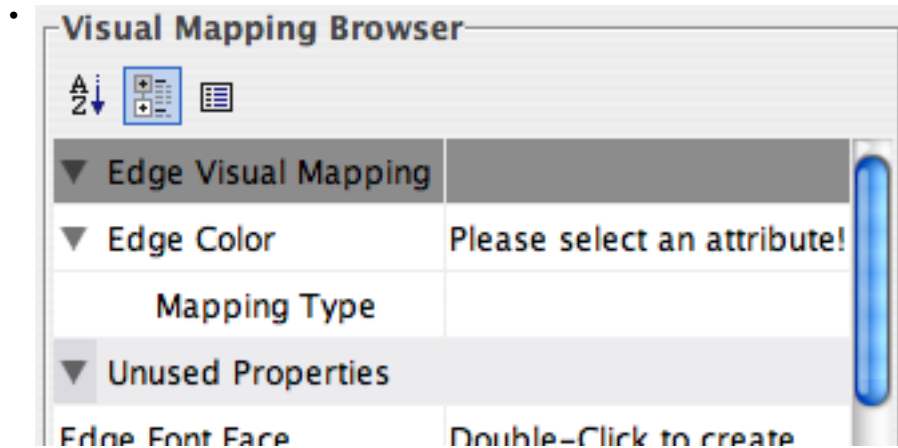 Visual Mapping Browser
A
Z
Edge Visual Mapping
Edge Color Please select an attribute!
Mapping Type
Unused Properties
Edge Font Face Double-Click to create